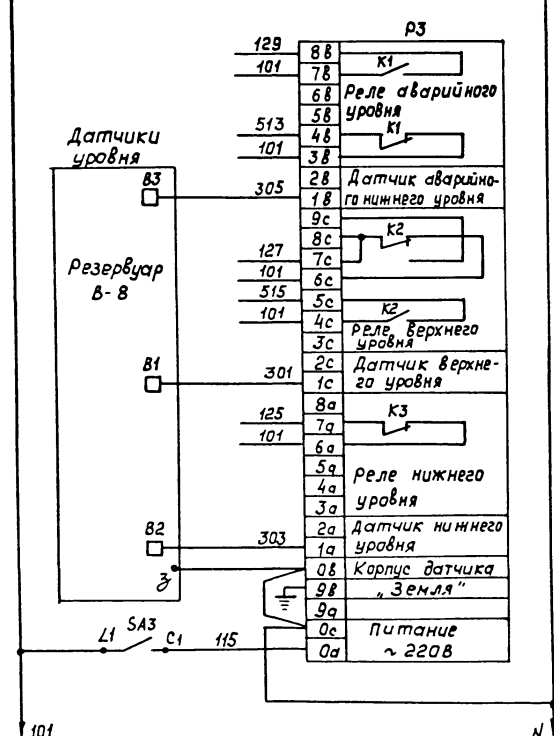 Р3
129
8в
К1
101
7в
6в
Реле аварийного
уровня
5в
513
4в
К1
101
3в
Датчики
уровня
2в
Датчик аварийно-
го нижнего уровня
В3
305
1в
9с
К2
8с
127
7с
101
6с
Резервуар
В-8
515
5с
К2
101
4с
Реле верхнего
уровня
3с
2с
Датчик верхне-
го уровня
В1
301
1с
8а
К3
125
7а
101
6а
5а
Реле нижнего
уровня
4а
3а
2а
Датчик нижнего
уровня
В2
303
1а
З
0в
Корпус датчика
9в
„Земля"
9а
0с
Питание
~ 220В
SA3
L1
С1
115
0а
101
N